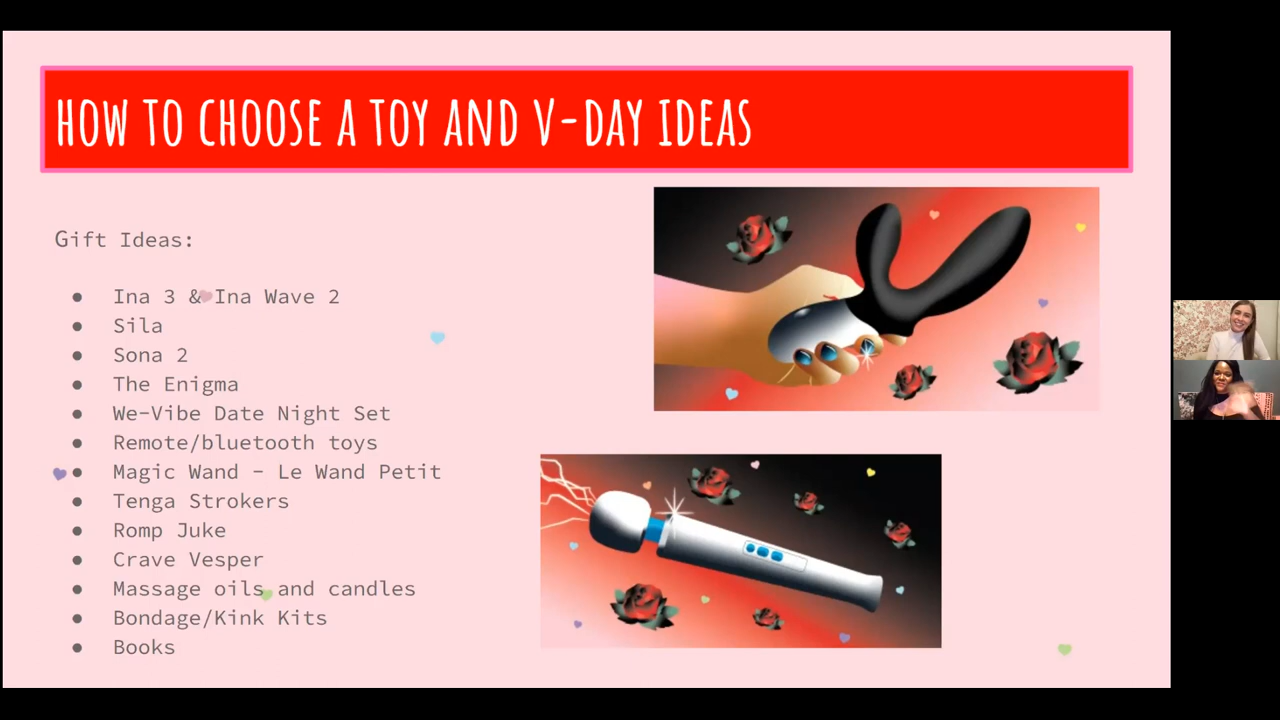 HOW TO CHOOSE A TOY AND V-DAY IDEAS
Gift Ideas:
● Ina 3 & Ina Wave 2
● Sila
● Sona 2
● The Enigma
● We-Vibe Date Night Set
● Remote/bluetooth toys
● Magic Wand - Le Wand Petit
● Tenga Strokers
● Romp Juke
● Crave Vesper
● Massage oils and candles
● Bondage/Kink Kits
● Books